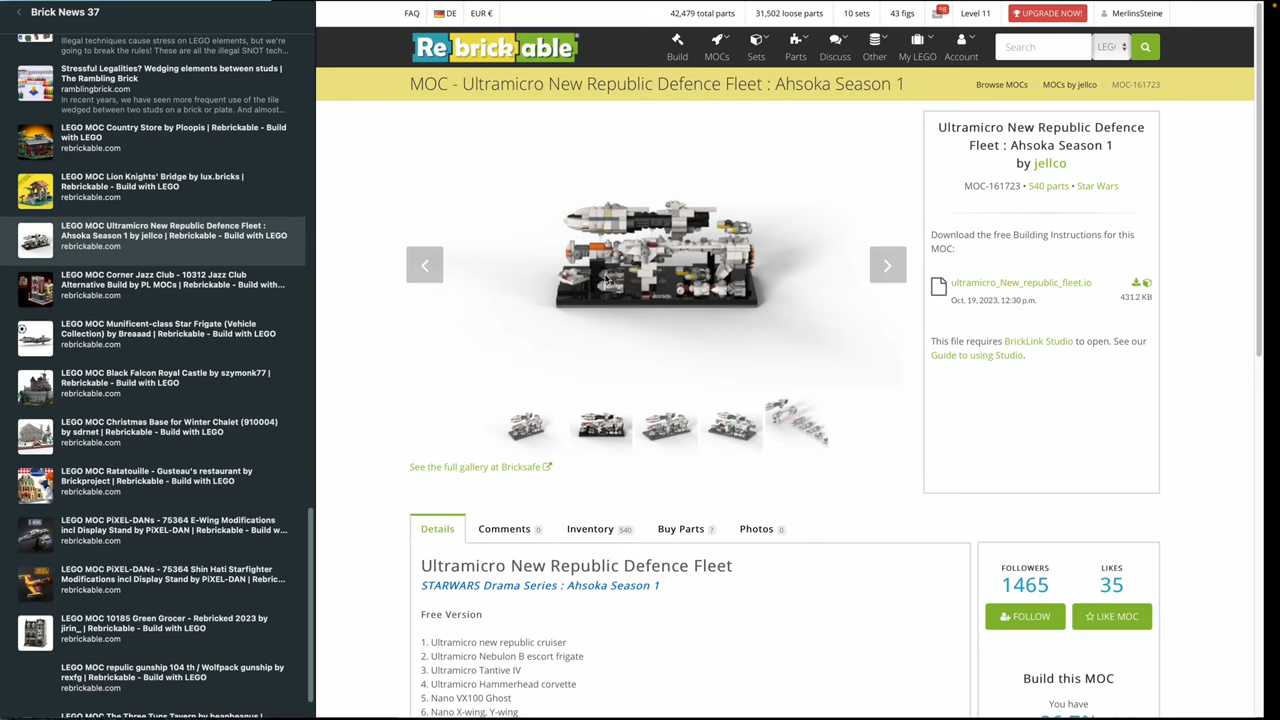 Brick News 37
Illegal techniques cause stress on LEGO elements, but we're
going to break the rules! These are all the illegal SNOT tech...
Stressful Legalities? Wedging elements between studs |
The Rambling Brick
ramblingbrick.com
In recent years, we have seen more frequent use of the tile
wedged between two studs on a brick or plate. And almost...
LEGO MOC Country Store by Ploopis | Rebrickable - Build
with LEGO
rebrickable.com
LEGO MOC Lion Knights' Bridge by lux.bricks |
Rebrickable - Build with LEGO
rebrickable.com
LEGO MOC Ultramicro New Republic Defence Fleet :
Ahsoka Season 1 by jellco | Rebrickable - Build with LEGO
rebrickable.com
LEGO MOC Corner Jazz Club - 10312 Jazz Club
Alternative Build by PL MOCs | Rebrickable - Build with...
rebrickable.com
LEGO MOC Munificent-class Star Frigate (Vehicle
Collection) by Breaaad | Rebrickable - Build with LEGO
rebrickable.com
LEGO MOC Black Falcon Royal Castle by szymonk77 |
Rebrickable - Build with LEGO
rebrickable.com
LEGO MOC Christmas Base for Winter Chalet (910004) by
sdrnet | Rebrickable - Build with LEGO
rebrickable.com
LEGO MOC Ratatouille - Gusteau's restaurant by
Brickproject | Rebrickable - Build with LEGO
rebrickable.com
LEGO MOC PiXEL-DANs - 75364 E-Wing Modifications
incl Display Stand by PiXEL-DAN | Rebrickable - Build w...
rebrickable.com
LEGO MOC PiXEL-DANs - 75364 Shin Hati Starfighter
Modifications incl Display Stand by PiXEL-DAN | Rebric...
rebrickable.com
LEGO MOC 10185 Green Grocer - Rebricked 2023 by
jirin_ | Rebrickable - Build with LEGO
rebrickable.com
LEGO MOC repulic gunship 104 th / Wolfpack gunship by
rexfg | Rebrickable - Build with LEGO
rebrickable.com
LEGO MOC The Three Tuns Tavern by beanbeanus |
FAQ DE EUR € 42,479 total parts 31,502 loose parts 10 sets 43 figs 98 Level 11 UPGRADE NOW! MerlinsSteine
Rebrickable Build MOCs Sets Parts Discuss Other My LEGO Account Search LEG
MOC - Ultramicro New Republic Defence Fleet : Ahsoka Season 1 Browse MOCs MOCs by jellco MOC-161723
See the full gallery at Bricksafe
Ultramicro New Republic Defence
Fleet : Ahsoka Season 1
by jellco
MOC-161723 • 540 parts • Star Wars
Download the free Building Instructions for this
MOC:
ultramicro_New_republic_fleet.io
Oct. 19, 2023, 12:30 p.m. 431.2 KB
This file requires BrickLink Studio to open. See our
Guide to using Studio.
Details Comments 0 Inventory 540 Buy Parts ? Photos 0
Ultramicro New Republic Defence Fleet
STARWARS Drama Series : Ahsoka Season 1
Free Version
1. Ultramicro new republic cruiser
2. Ultramicro Nebulon B escort frigate
3. Ultramicro Tantive IV
4. Ultramicro Hammerhead corvette
5. Nano VX100 Ghost
6. Nano X-wing, Y-wing
FOLLOWERS LIKES
1465 35
FOLLOW LIKE MOC
Build this MOC
You have